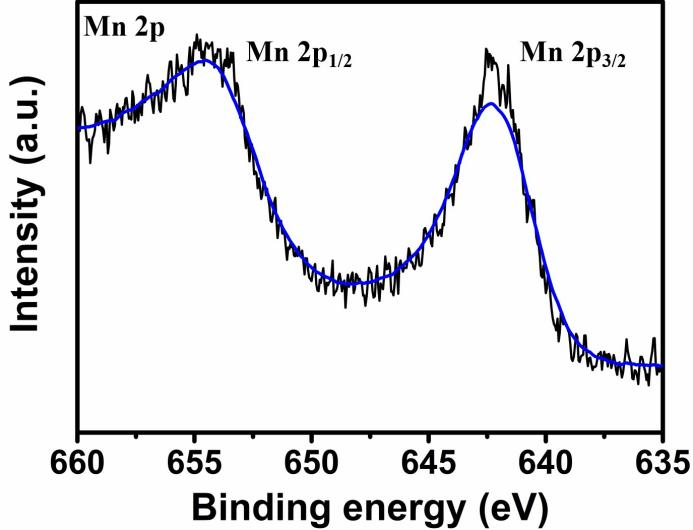 Mn 2p
Mn 2p1/2
Mn 2p3/2
Intensity (a.u.)
660 655 650 645 640 635
Binding energy (eV)